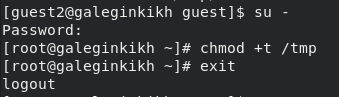 [guest2@galeginkikh guest]$ su -
Password:
[root@galeginkikh ~]# chmod +t /tmp
[root@galeginkikh ~]# exit
logout